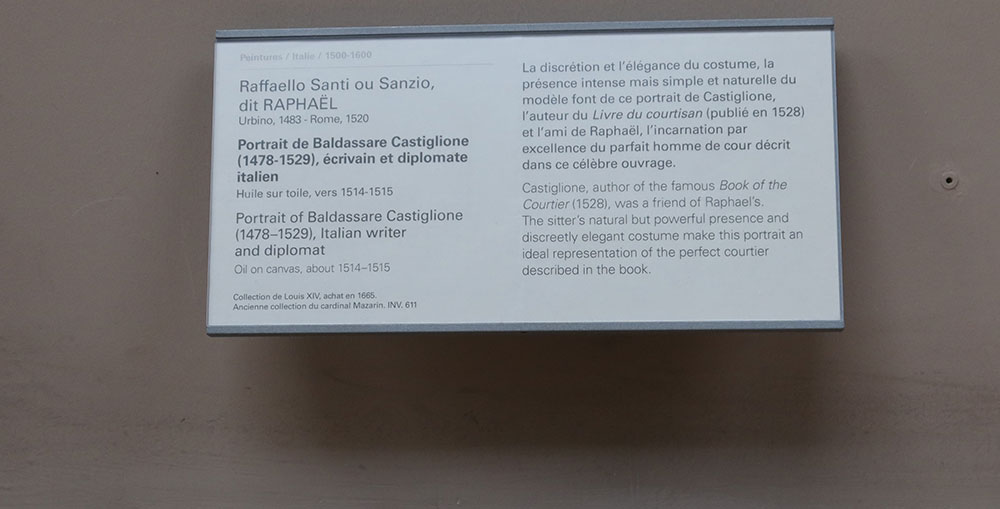 Peintures / Italie / 1500-1600
Raffaello Santi ou Sanzio,
dit RAPHAËL
Urbino, 1483 - Rome, 1520
Portrait de Baldassare Castiglione
(1478-1529), écrivain et diplomate
italien
Huile sur toile, vers 1514-1515
Portrait of Baldassare Castiglione
(1478–1529), Italian writer
and diplomat
Oil on canvas, about 1514–1515
Collection de Louis XIV, achat en 1665.
Ancienne collection du cardinal Mazarin. INV. 611
La discrétion et l'élégance du costume, la
présence intense mais simple et naturelle du
modèle font de ce portrait de Castiglione,
l'auteur du Livre du courtisan (publié en 1528)
et l'ami de Raphaël, l'incarnation par
excellence du parfait homme de cour décrit
dans ce célèbre ouvrage.
Castiglione, author of the famous Book of the
Courtier (1528), was a friend of Raphael's.
The sitter's natural but powerful presence and
discreetly elegant costume make this portrait an
ideal representation of the perfect courtier
described in the book.